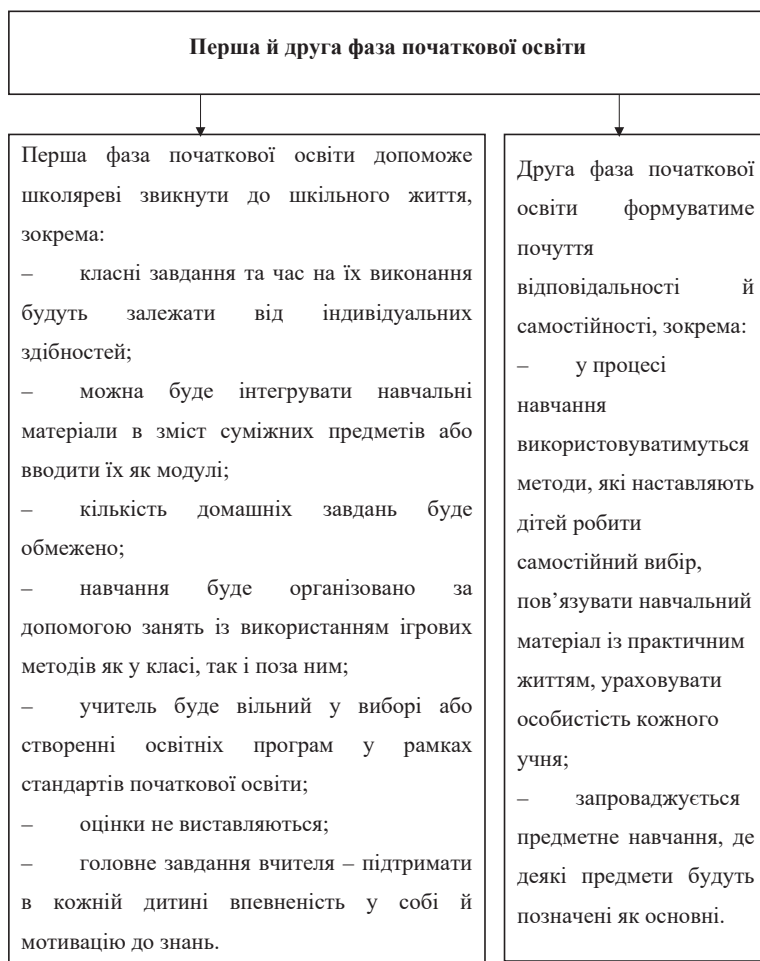 Перша й друга фаза початкової освіти
Перша фаза початкової освіти допоможе
школяреві звикнути до шкільного життя,
зокрема:
– класні завдання та час на їх виконання
будуть залежати від індивідуальних
здібностей;
– можна буде інтегрувати навчальні
матеріали в зміст суміжних предметів або
вводити їх як модулі;
– кількість домашніх завдань буде
обмежено;
– навчання буде організовано за
допомогою занять із використанням ігрових
методів як у класі, так і поза ним;
– учитель буде вільний у виборі або
створенні освітніх програм у рамках
стандартів початкової освіти;
– оцінки не виставляються;
– головне завдання вчителя – підтримати
в кожній дитині впевненість у собі й
мотивацію до знань.
Друга фаза початкової
освіти формуватиме
почуття
відповідальності й
самостійності, зокрема:
– у процесі
навчання
використовуватимуться
методи, які наставляють
дітей робити
самостійний вибір,
пов’язувати навчальний
матеріал із практичним
життям, ураховувати
особистість кожного
учня;
– запроваджується
предметне навчання, де
деякі предмети будуть
позначені як основні.